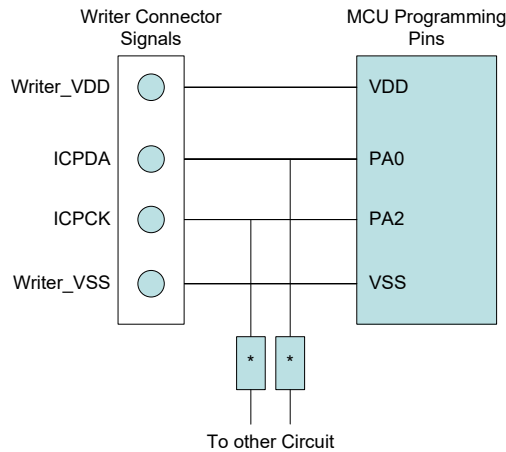 Writer Connector
Signals
MCU Programming
Pins
Writer_VDD
VDD
ICPDA
PA0
ICPCK
PA2
Writer_VSS
VSS
* *
To other Circuit